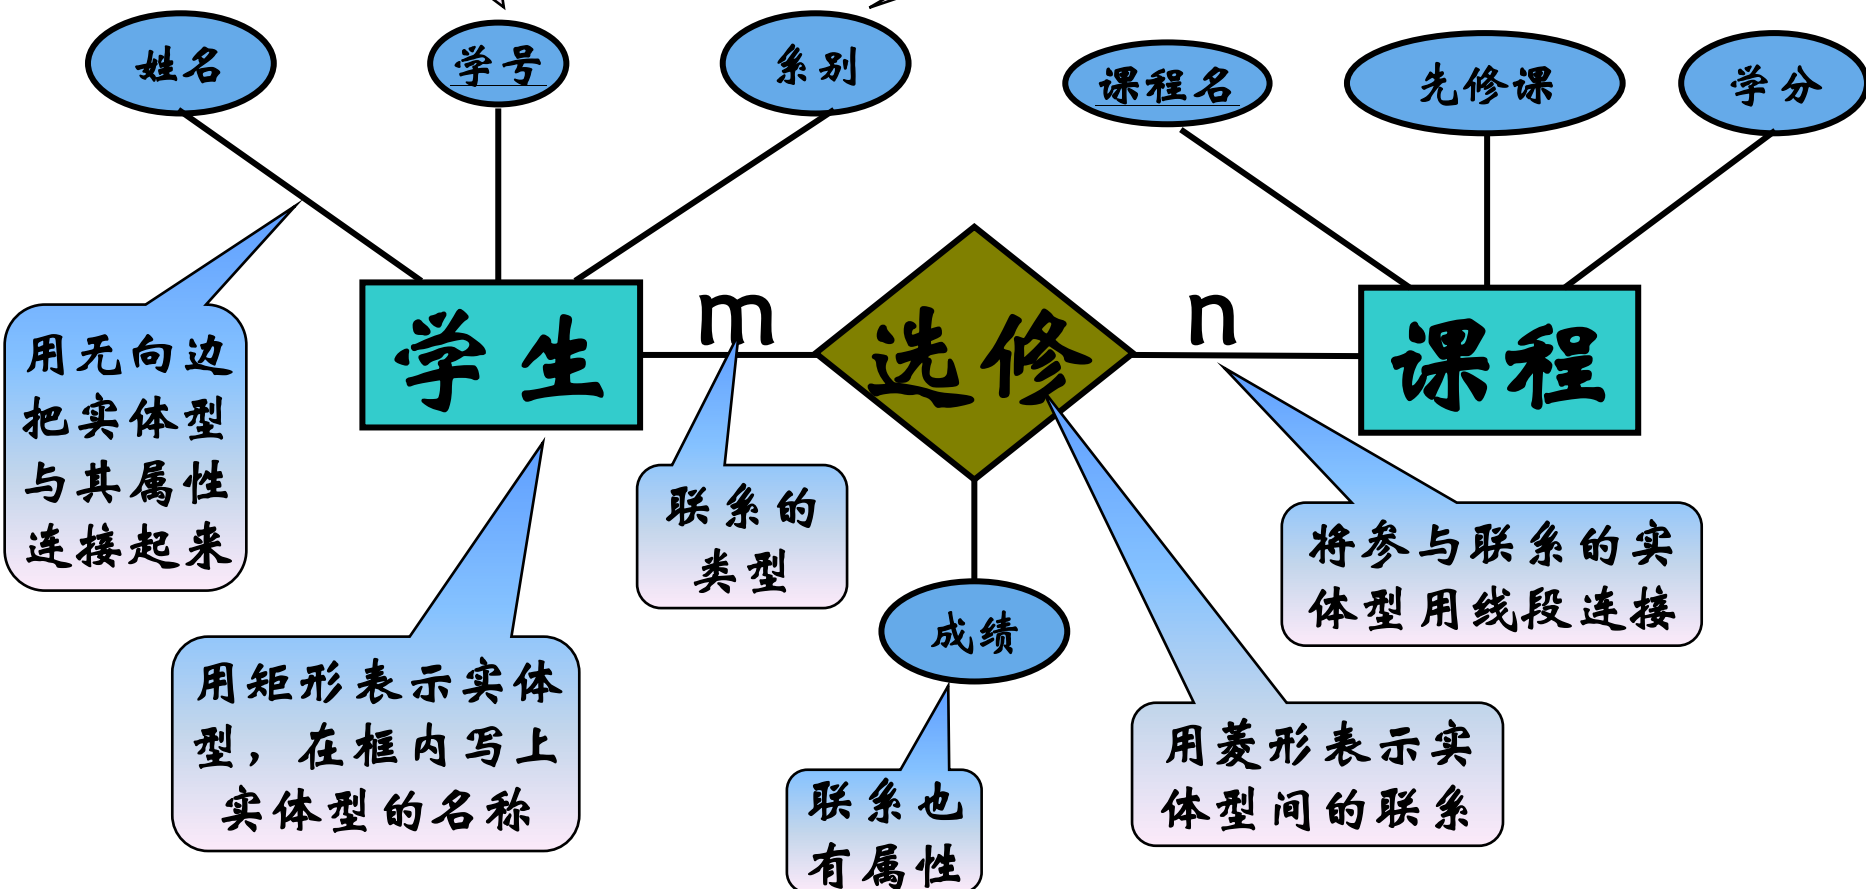 姓名
学号
系别
课程名
先修课
学分
学生
m
选修
n
课程
用无向边
把实体型
与其属性
连接起来
联系的
类型
将参与联系的实
体型用线段连接
成绩
用矩形表示实体
型，在框内写上
实体型的名称
用菱形表示实
体型间的联系
联系也
有属性